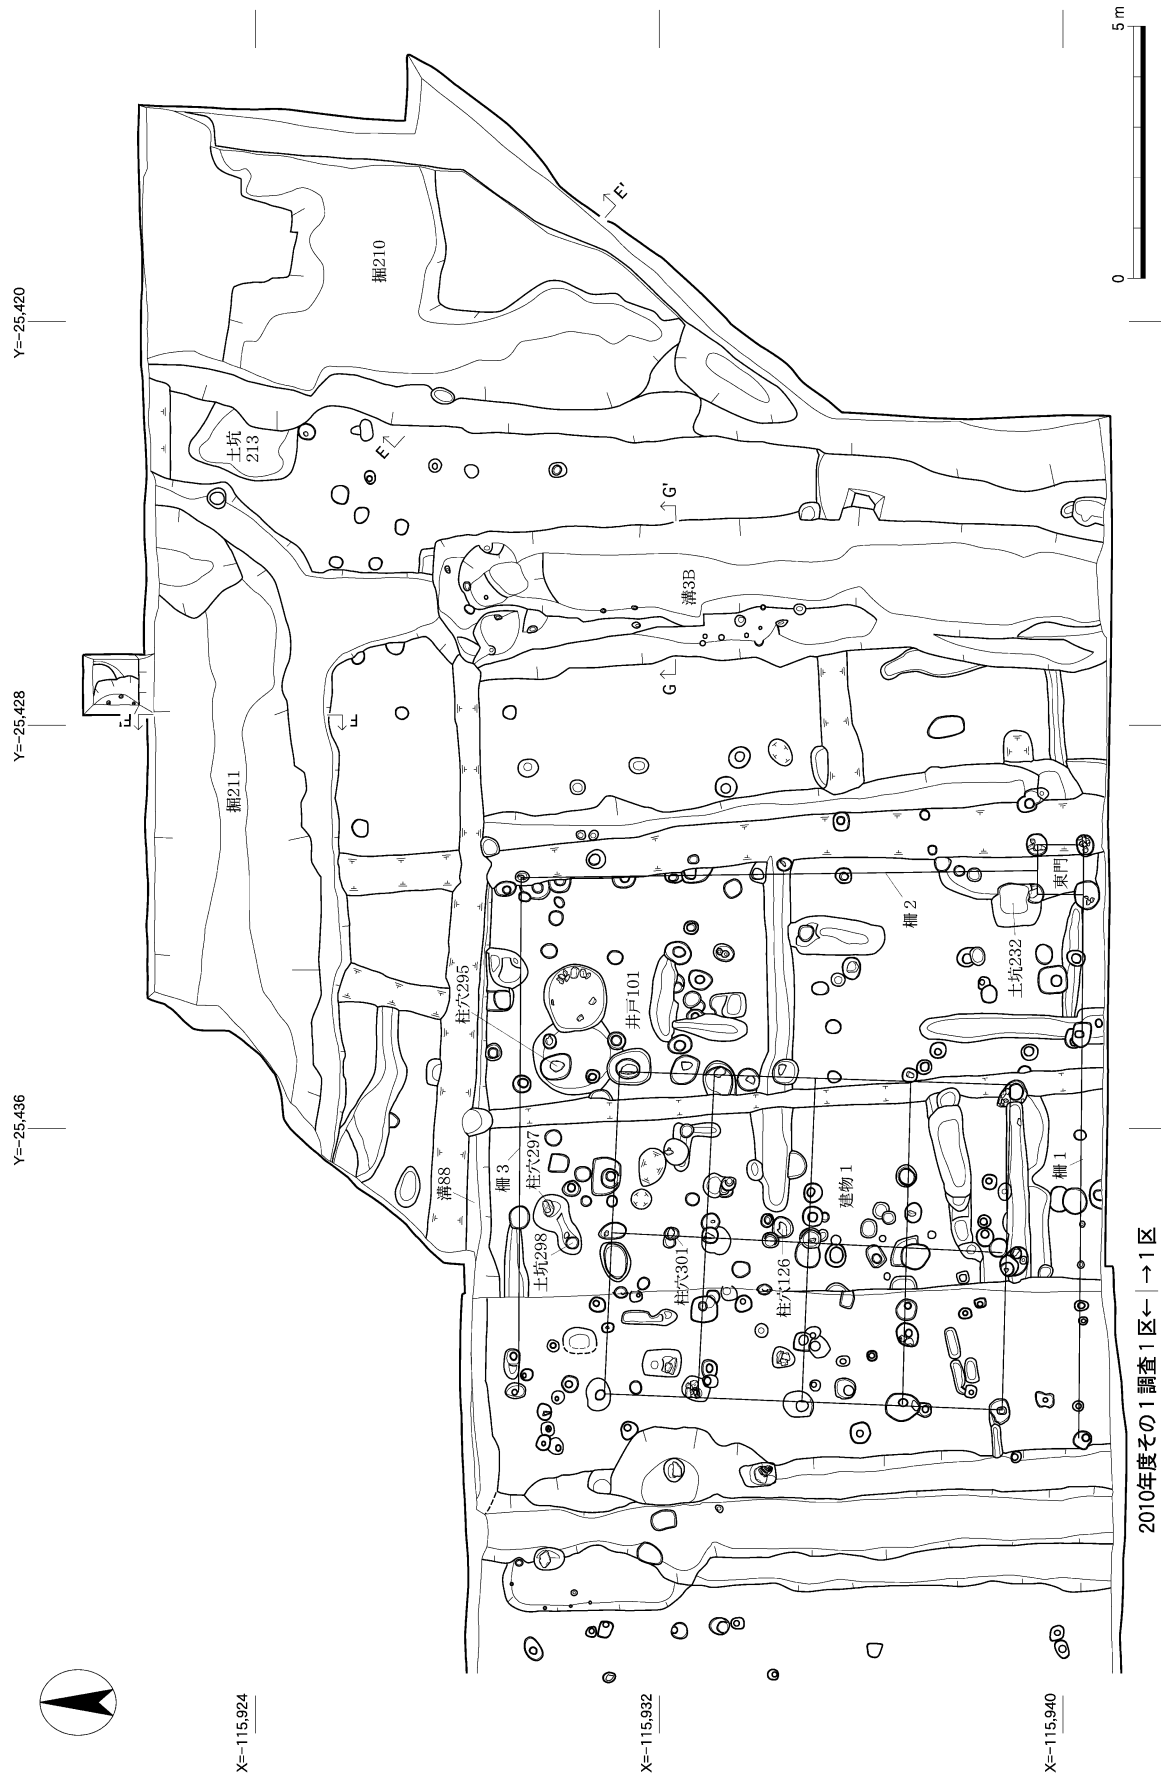 Y=-25,420
Y=-25,428
Y=-25,436
X=-115,924
X=-115,932
X=-115,940
0
5 m
掘210
掘211
土坑
213
E
E'
F
F'
G
G'
溝3B
溝88
柵3
柱穴297
土坑298
柱穴295
井戸101
柵2
東門
土坑232
柱穴301
柱穴126
建物1
柵1
2010年度その1調査1区←|→1区